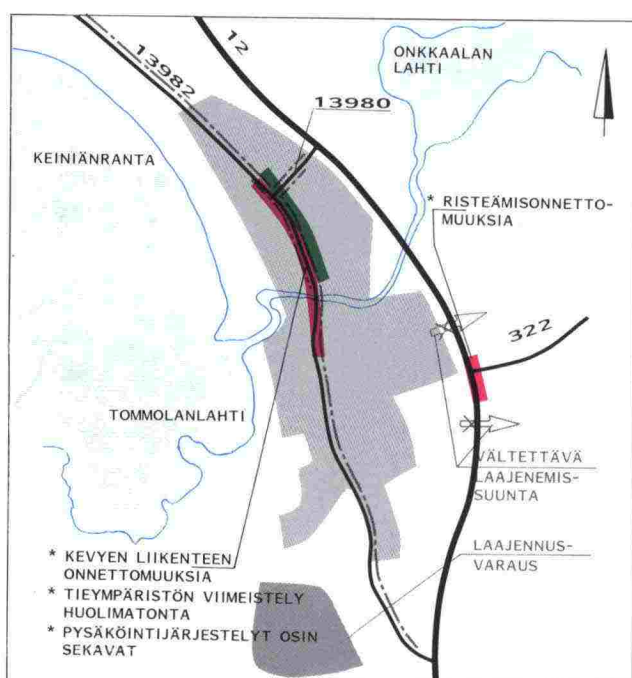 12
ONKKAALAN
LAHTI
13982
13980
KEINIÄNRANTA
* RISTEÄMISONNETTO-
MUUKSIA
322
TOMMOLANLAHTI
VÄLTETTÄVÄ
LAAJENEMIS-
SUUNTA
* KEVYEN LIIKENTEEN
ONNETTOMUUKSIA
* TIEYMPÄRISTÖN VIIMEISTELY
HUOLIMATONTA
* PYSÄKÖINTIJÄRJESTELYT OSIN
SEKAVAT
LAAJENNUS-
VARAUS